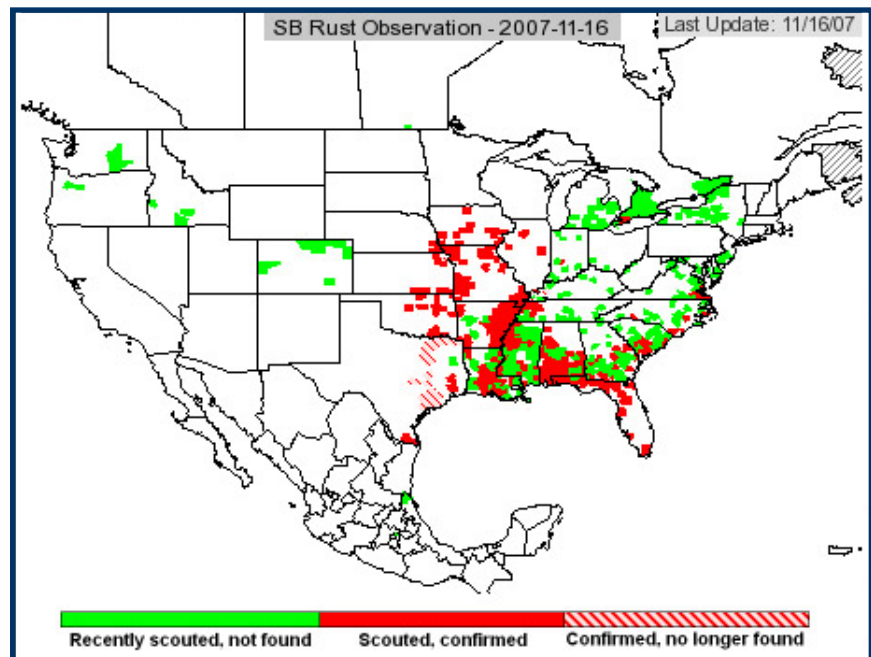 SB Rust Observation - 2007-11-16
Last Update: 11/16/07
Recently scouted, not found
Scouted, confirmed
Confirmed, no longer found